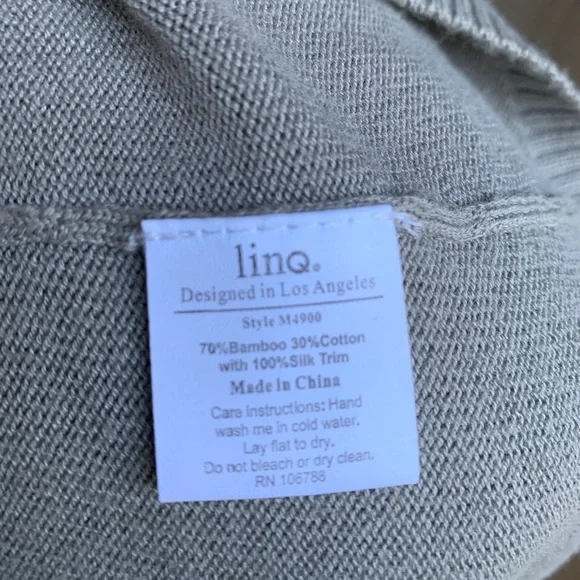 linQ.
Designed in Los Angeles
Style M4900
70%Bamboo 30%Cotton
with 100%Silk Trim
Made in China
Care Instructions: Hand
wash me in cold water.
Lay flat to dry.
Do not bleach or dry clean.
RN 106788